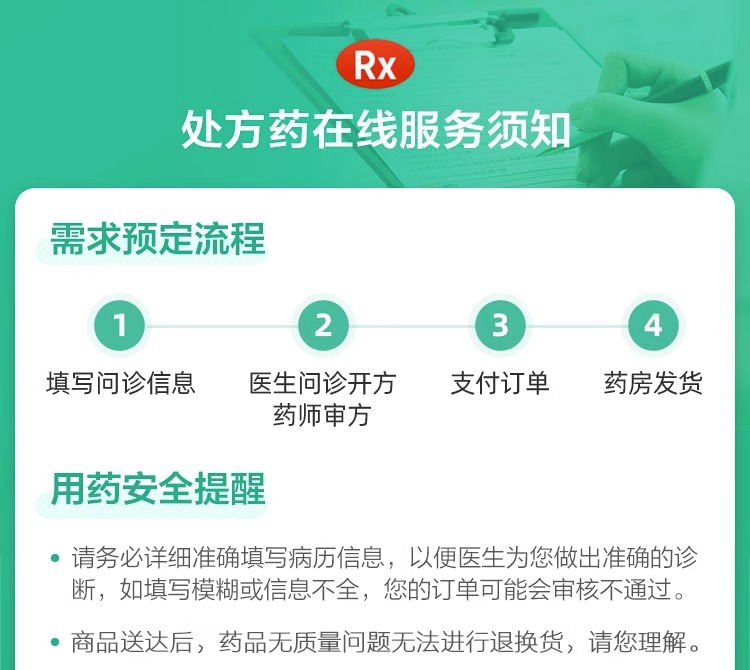 Rx
处方药在线服务须知
需求预定流程
1 2 3 4
填写问诊信息 医生问诊开方 支付订单 药房发货
药师审方
用药安全提醒
• 请务必详细准确填写病历信息，以便医生为您做出准确的诊
断，如填写模糊或信息不全，您的订单可能会审核不通过。
• 商品送达后，药品无质量问题无法进行退换货，请您理解。